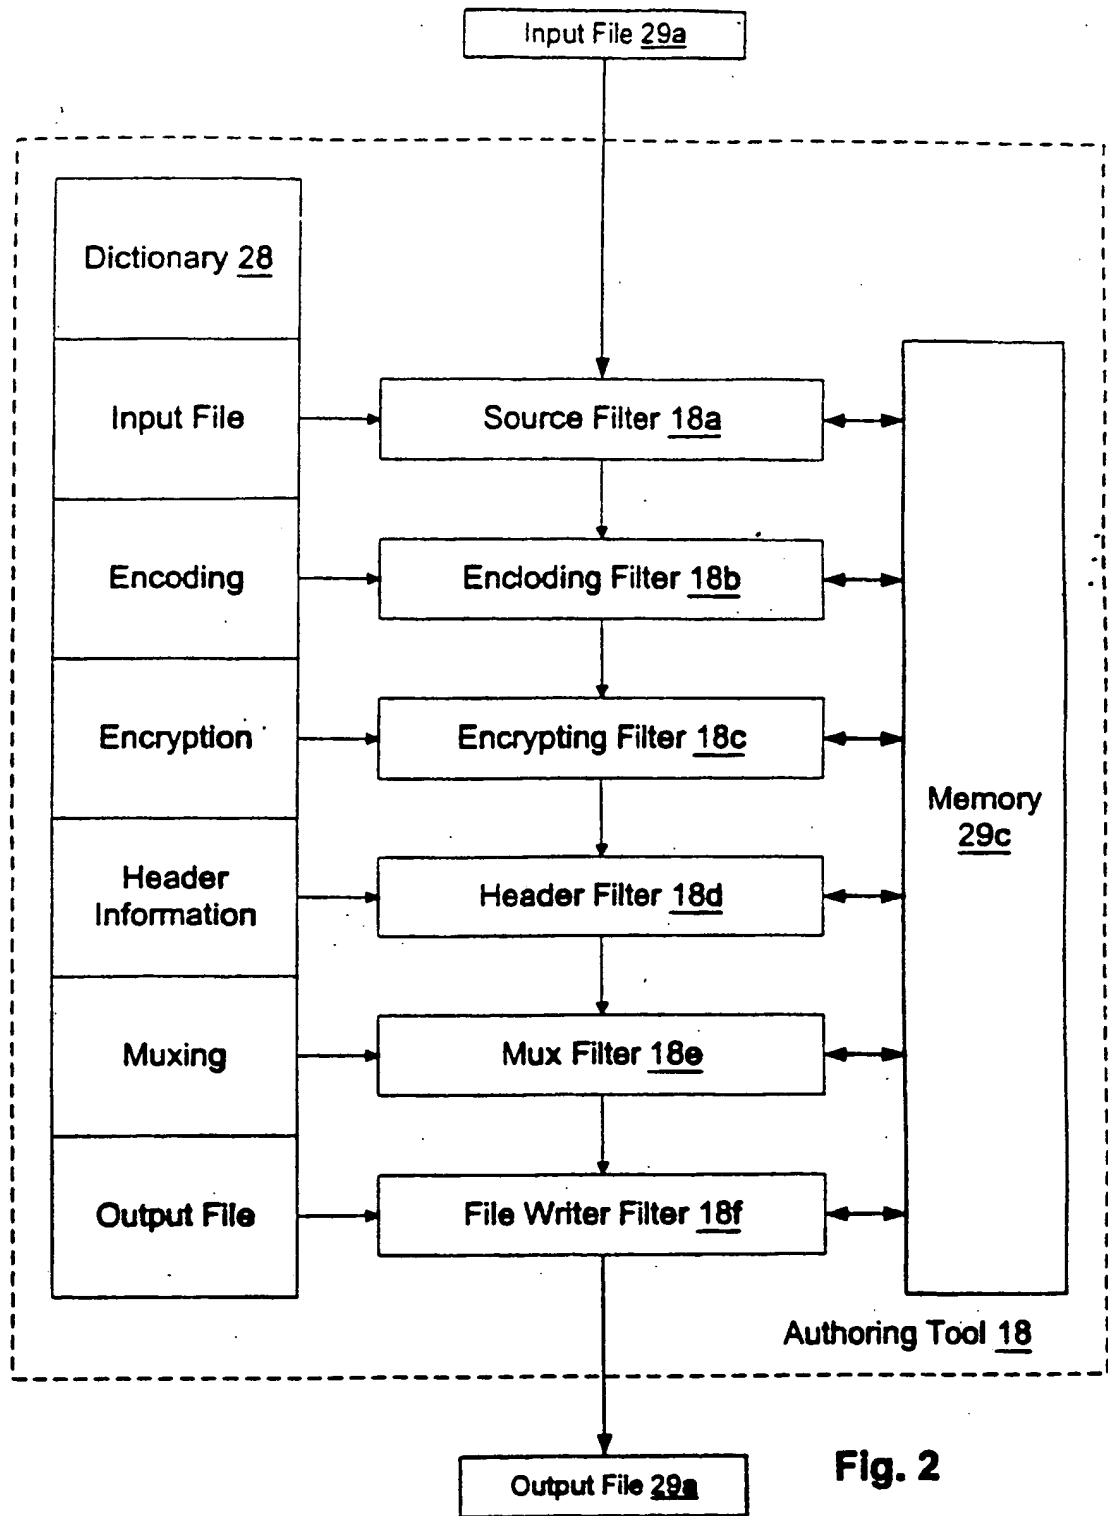 Input File 29a
Dictionary 28
Input File
Source Filter 18a
Encoding
Encloding Filter 18b
Encryption
Encrypting Filter 18c
Memory
29c
Header
Information
Header Filter 18d
Muxing
Mux Filter 18e
Output File
File Writer Filter 18f
Authoring Tool 18
Output File 29a
Fig. 2